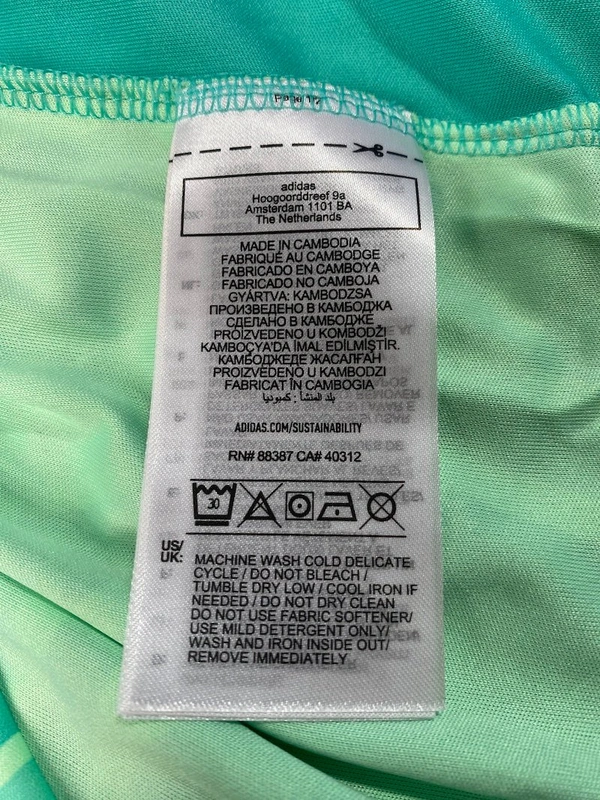 adidas
Hoogoorddreef 9a
Amsterdam 1101 BA
The Netherlands
MADE IN CAMBODIA
FABRIQUÉ AU CAMBODGE
FABRICADO EN CAMBOYA
FABRICADO NO CAMBOJA
GYÁRTVA: KAMBODZSA
ПРОИЗВЕДЕНО В КАМБОДЖА
СДЕЛАНО В КАМБОДЖЕ
PROIZVEDENO U KOMBODŽI
KAMBOÇYA'DA İMAL EDİLMİŞTİR.
КАМБОДЖЕДЕ ЖАСАЛҒАН
PROIZVEDENO U KAMBODZI
FABRICAT ÎN CAMBOGIA
بلد المنشأ : كمبوديا
ADIDAS.COM/SUSTAINABILITY
RN# 88387 CA# 40312
30
US/
UK:
MACHINE WASH COLD DELICATE
CYCLE / DO NOT BLEACH /
TUMBLE DRY LOW / COOL IRON IF
NEEDED / DO NOT DRY CLEAN
DO NOT USE FABRIC SOFTENER/
USE MILD DETERGENT ONLY/
WASH AND IRON INSIDE OUT/
REMOVE IMMEDIATELY